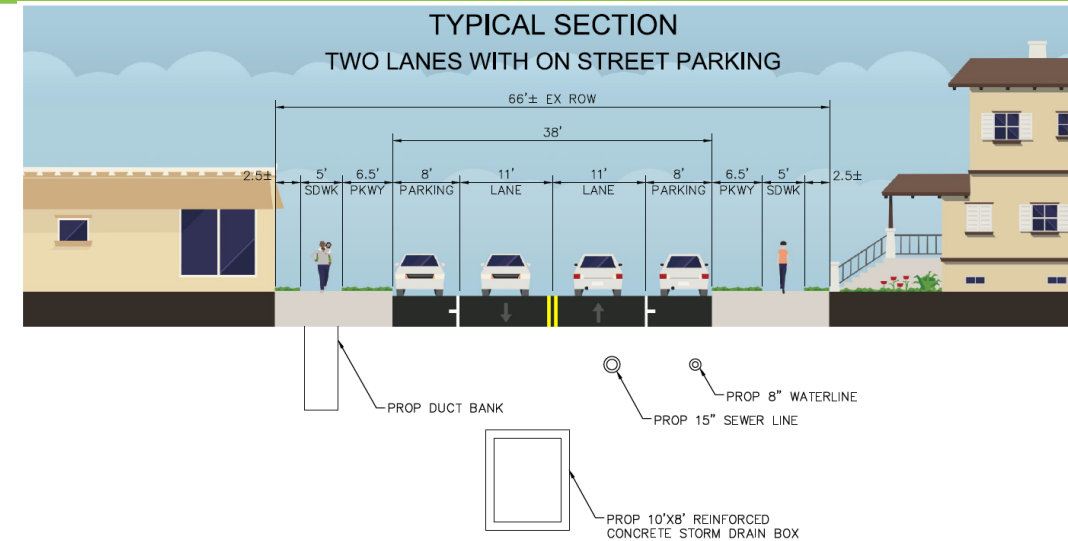 TYPICAL SECTION
TWO LANES WITH ON STREET PARKING
66'± EX ROW
38'
2.5± 5' 6.5' 8' 11' 11' 8' 6.5' 5' 2.5±
SDWK PKWY PARKING LANE LANE PARKING PKWY SDWK
PROP 8" WATERLINE
PROP DUCT BANK
PROP 15" SEWER LINE
PROP 10'X8' REINFORCED
CONCRETE STORM DRAIN BOX